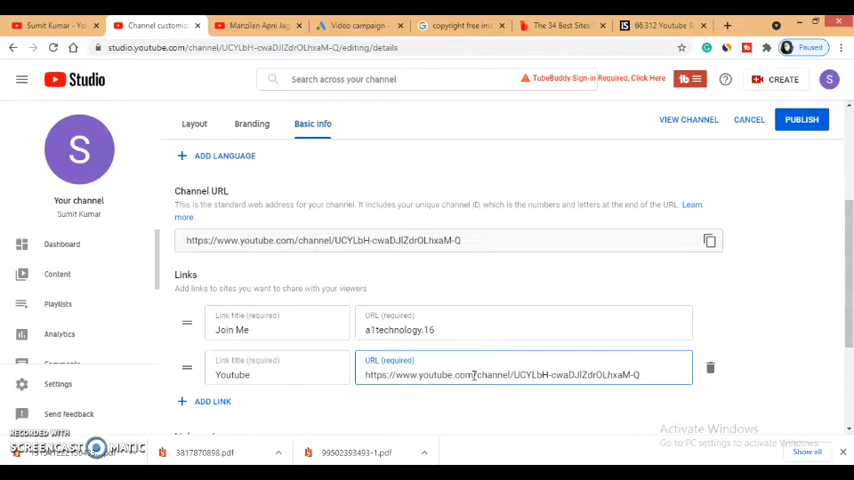 Sumit Kumar - Yo
Channel customiz
Manzilen Apni Jag
Video campaign
copyright free ima
The 34 Best Sites
66,312 Youtube S
studio.youtube.com/channel/UCYLbH-cwaDJlZdrOLhxaM-Q/editing/details
Paused
Studio
Search across your channel
TubeBuddy Sign-in Required, Click Here
tb
CREATE
S
Layout
Branding
Basic info
VIEW CHANNEL
CANCEL
PUBLISH
S
ADD LANGUAGE
Channel URL
This is the standard web address for your channel. It includes your unique channel ID, which is the numbers and letters at the end of the URL. Learn
more
Your channel
Sumit Kumar
https://www.youtube.com/channel/UCYLbH-cwaDJlZdrOLhxaM-Q
Dashboard
Content
Playlists
Analytics
Settings
Send feedback
Links
Add links to sites you want to share with your viewers
Link title (required)
Join Me
URL (required)
a1technology.16
Link title (required)
Youtube
URL (required)
https://www.youtube.com/channel/UCYLbH-cwaDJlZdrOLhxaM-Q
ADD LINK
Activate Windows
Go to PC settings to activate Windows.
RECORDED WITH
SCREENCAST MATIC
3817870898.pdf
99502393493-1.pdf
Show all